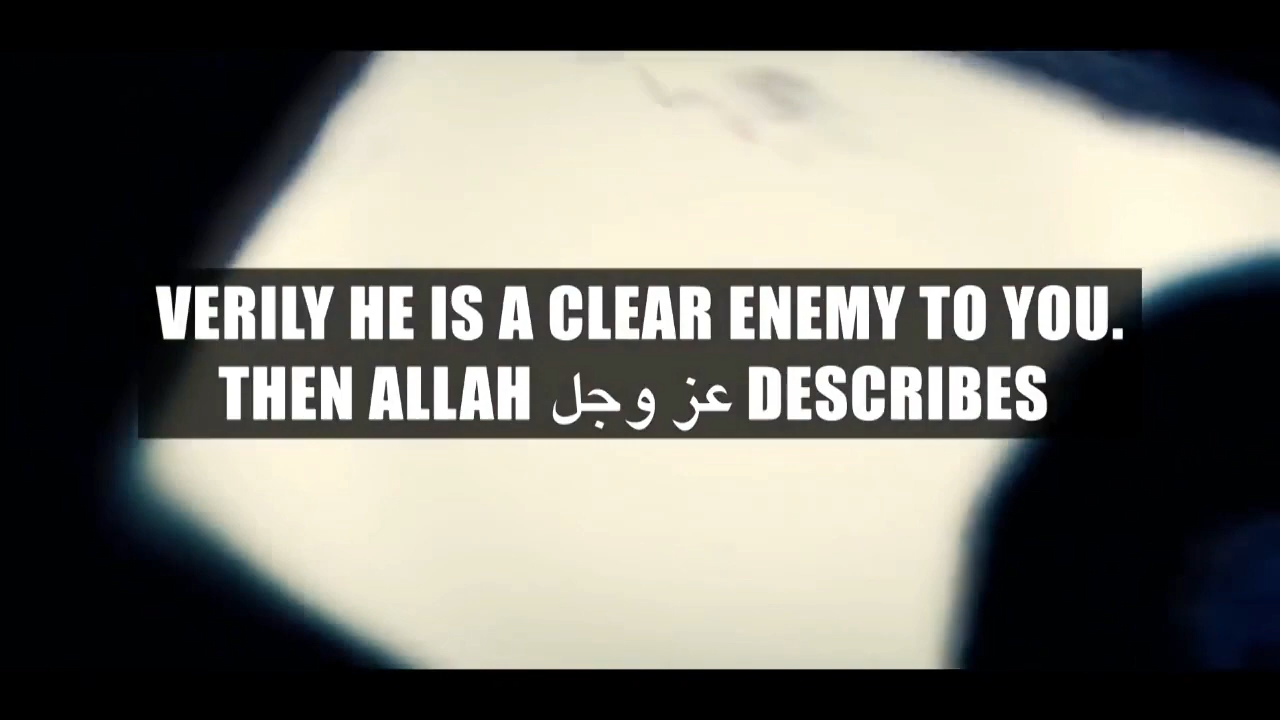 VERILY HE IS A CLEAR ENEMY TO YOU.
THEN ALLAH عز وجل DESCRIBES